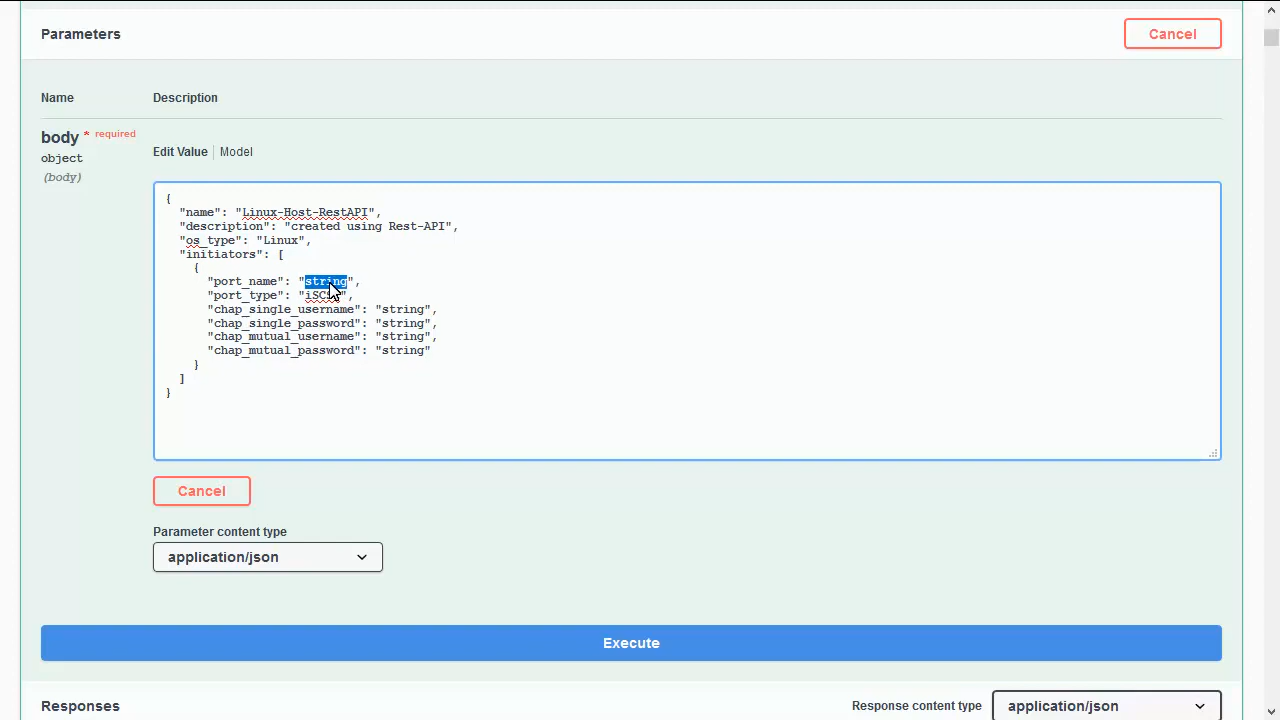 Parameters
Cancel
Name Description
body * required
object
(body)
Edit Value | Model
{
"name": "Linux-Host-RestAPI",
"description": "created using Rest-API",
"os_type": "Linux",
"initiators": [
{
"port_name": "string",
"port_type": "iSCSI",
"chap_single_username": "string",
"chap_single_password": "string",
"chap_mutual_username": "string",
"chap_mutual_password": "string"
}
]
}
Cancel
Parameter content type
application/json
Execute
Responses
Response content type
application/json